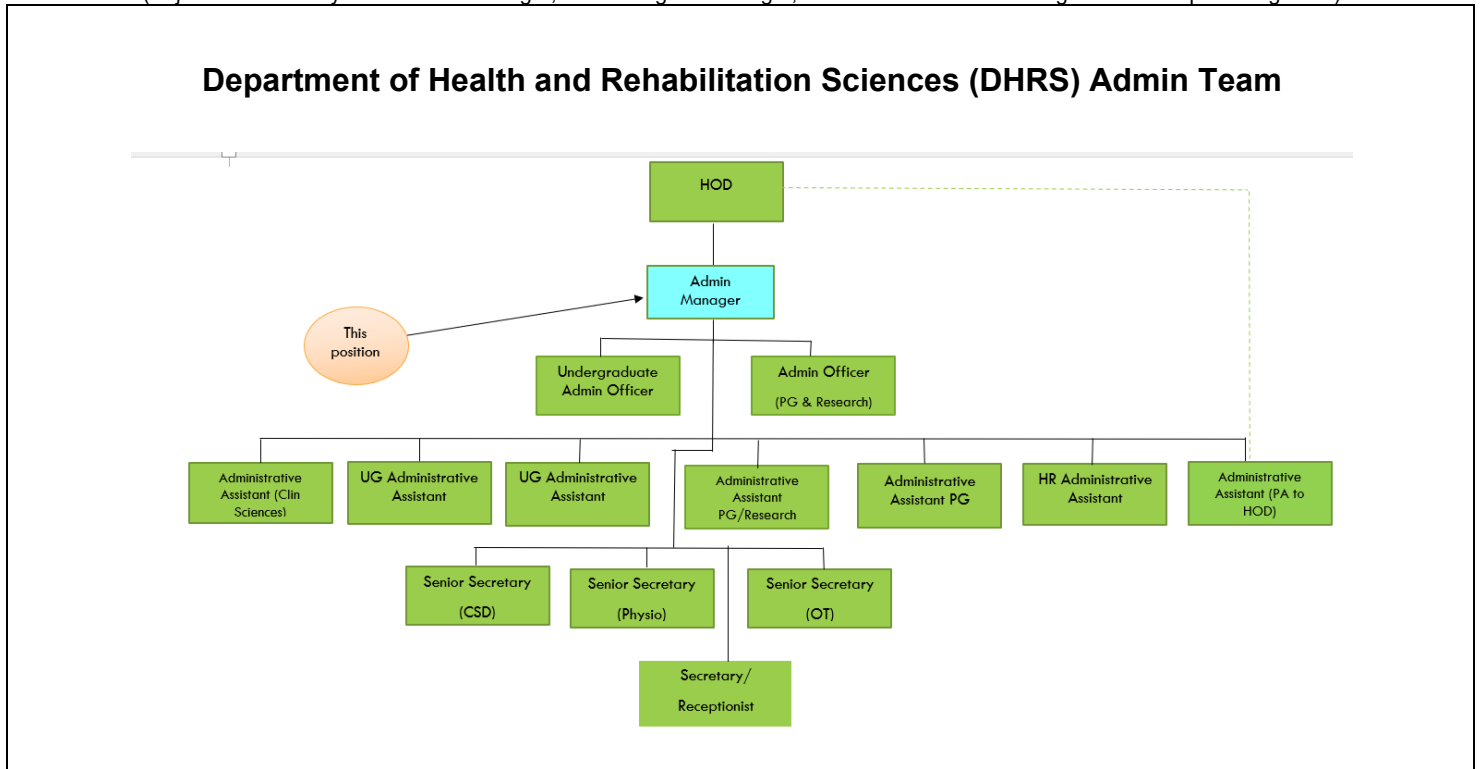 Department of Health and Rehabilitation Sciences (DHRS) Admin Team
HOD
Admin
Manager
This
position
Undergraduate
Admin Officer
Admin Officer
(PG & Research)
Administrative
Assistant (Clin
Sciences)
UG Administrative
Assistant
UG Administrative
Assistant
Administrative
Assistant
PG/Research
Administrative
Assistant PG
HR Administrative
Assistant
Administrative
Assistant (PA to
HOD)
Senior Secretary
(CSD)
Senior Secretary
(Physio)
Senior Secretary
(OT)
Secretary/
Receptionist